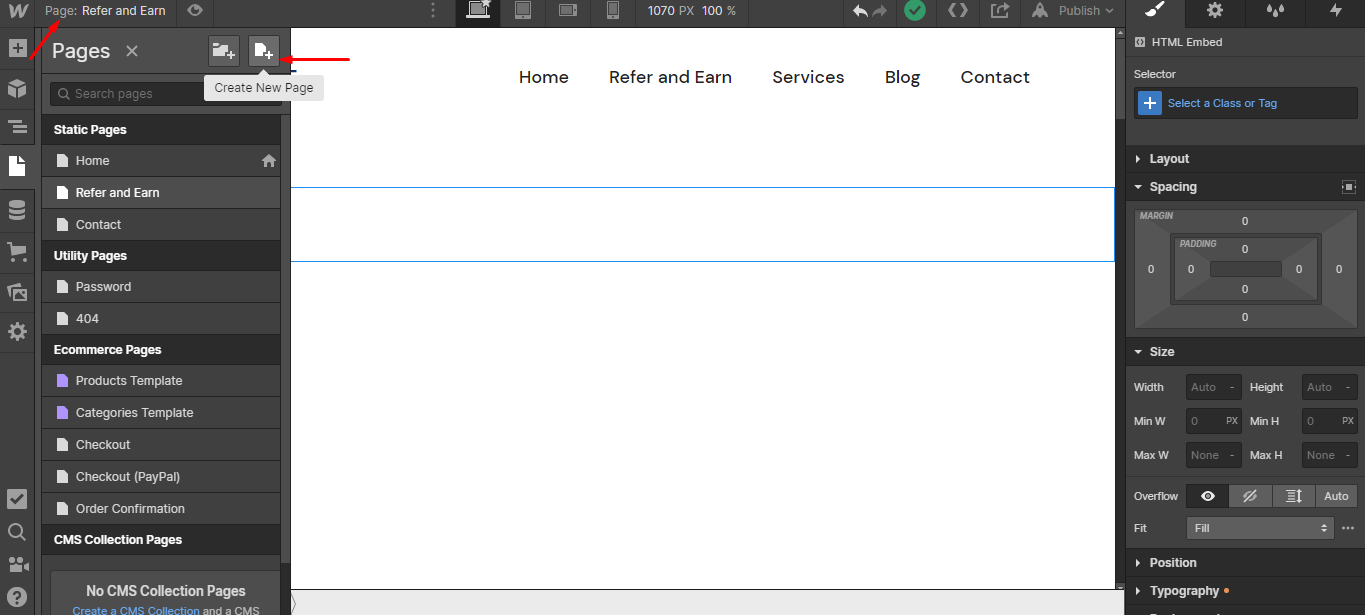 Page: Refer and Earn
1070 PX 100 %
Publish
Pages
Create New Page
Search pages
Static Pages
Home
Refer and Earn
Contact
Utility Pages
Password
404
Ecommerce Pages
Products Template
Categories Template
Checkout
Checkout (PayPal)
Order Confirmation
CMS Collection Pages
No CMS Collection Pages
Create a CMS Collection and a CMS
Home Refer and Earn Services Blog Contact
HTML Embed
Selector
Select a Class or Tag
Layout
Spacing
MARGIN
0
PADDING
0
0 0 0 0
0
0
Size
Width Auto - Height Auto -
Min W 0 PX Min H 0 PX
Max W None - Max H None -
Overflow Auto
Fit Fill
Position
Typography